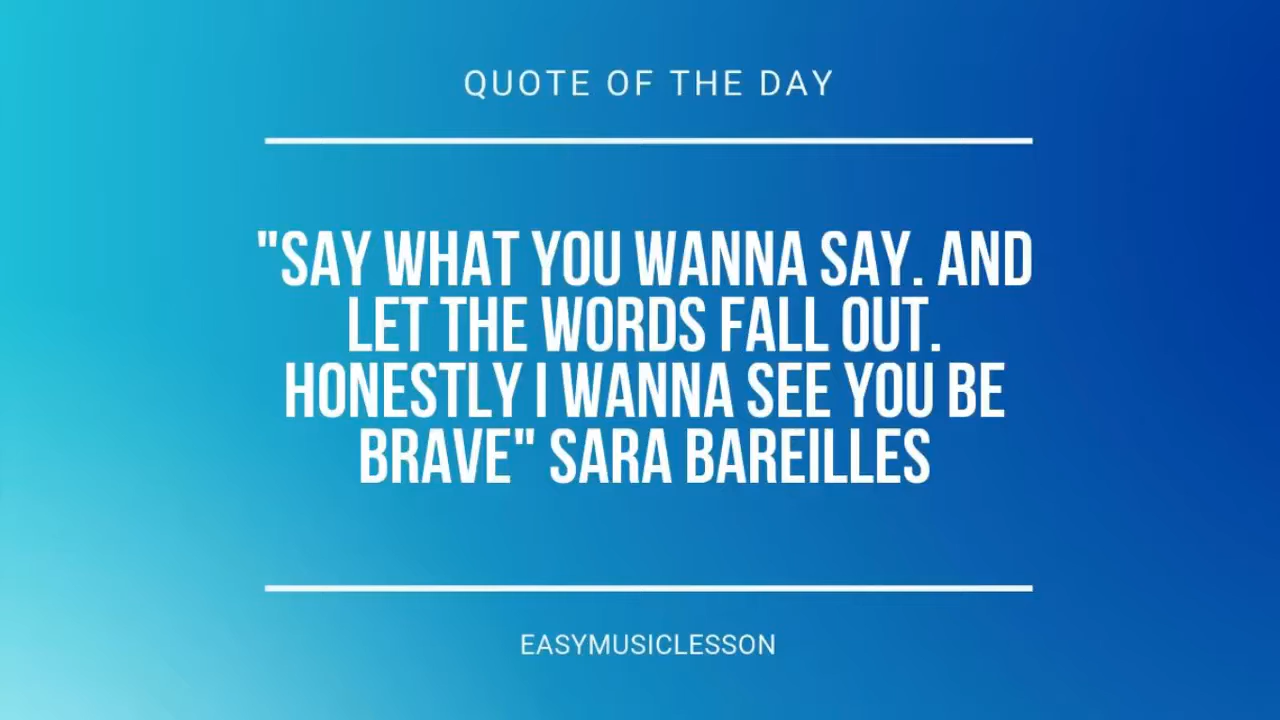 QUOTE OF THE DAY
"SAY WHAT YOU WANNA SAY. AND
LET THE WORDS FALL OUT.
HONESTLY I WANNA SEE YOU BE
BRAVE" SARA BAREILLES
EASYMUSICLESSON